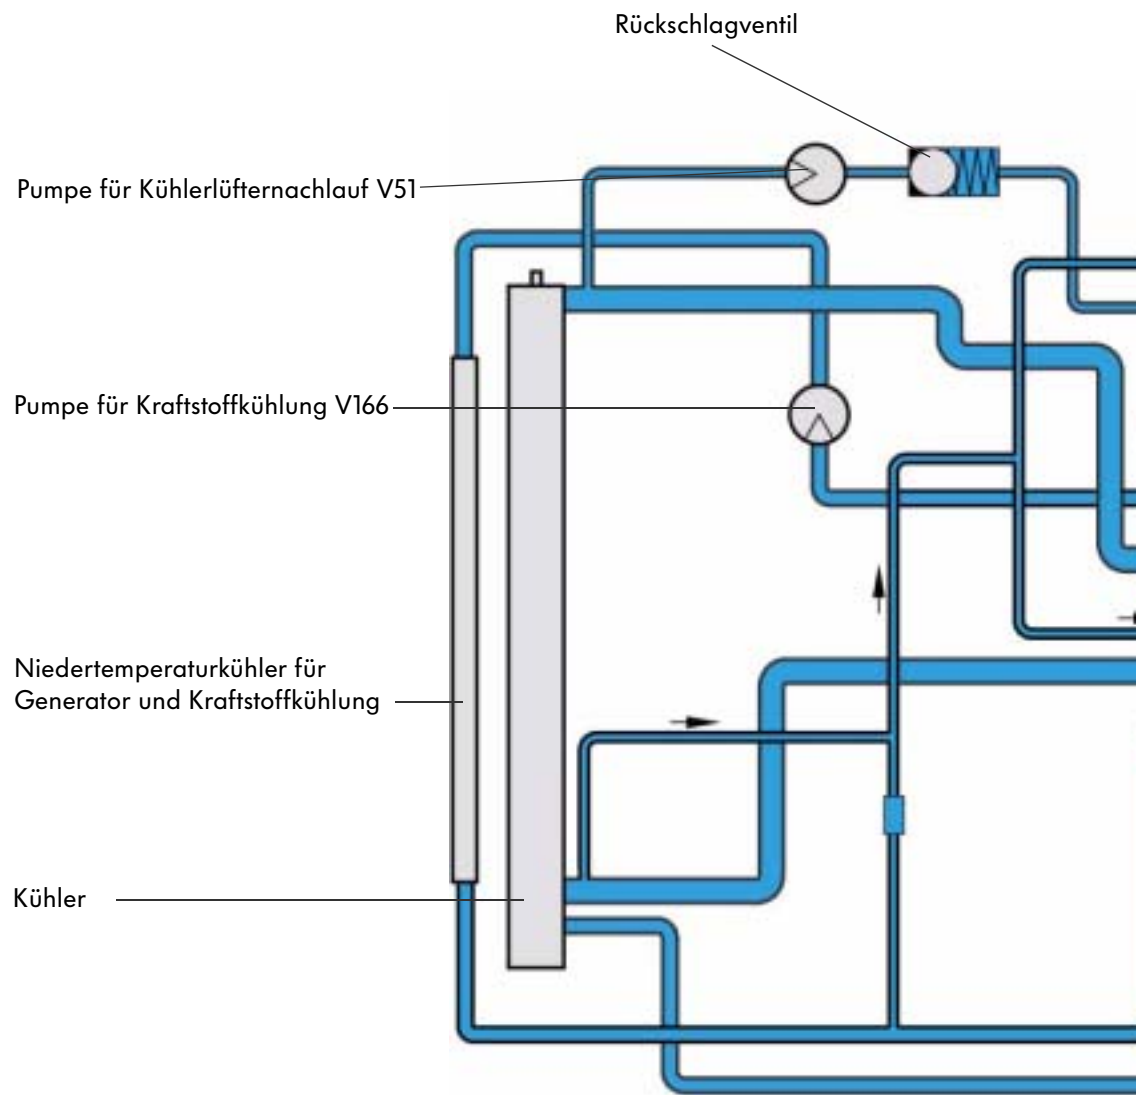 Rückschlagventil
Pumpe für Kühlerlüfternachlauf V51
Pumpe für Kraftstoffkühlung V166
Niedertemperaturkühler für
Generator und Kraftstoffkühlung
Kühler